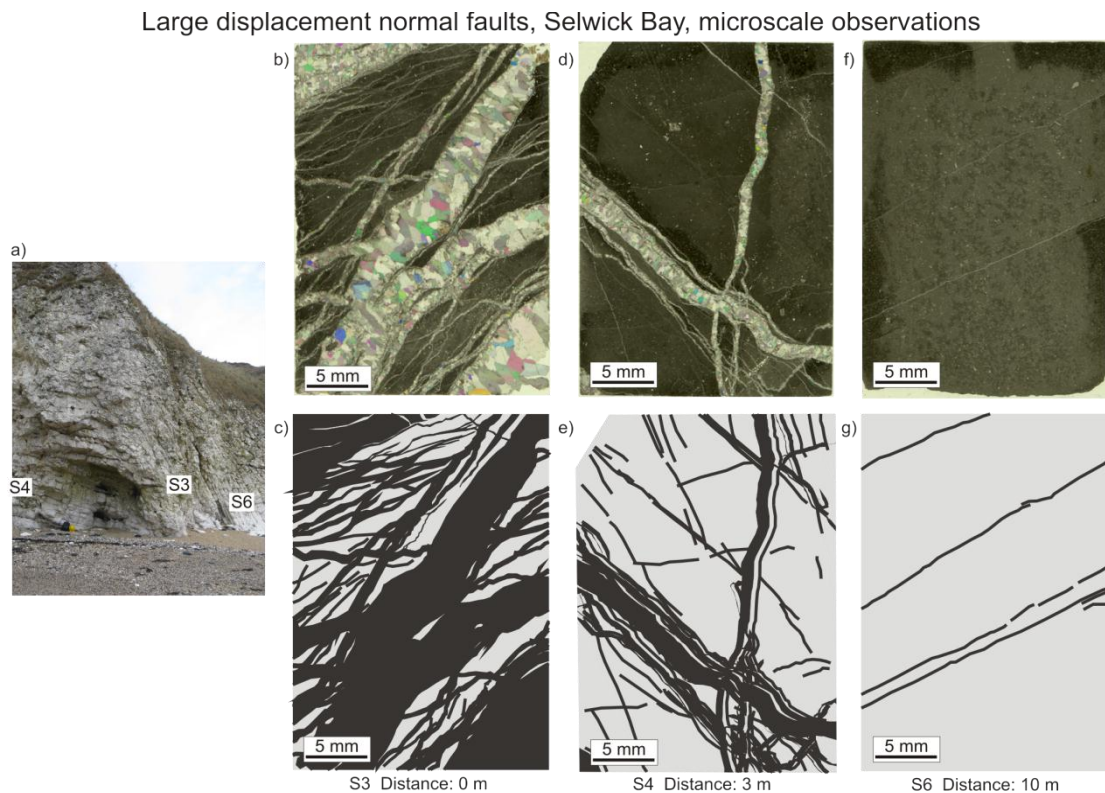 Large displacement normal faults, Selwick Bay, microscale observations
b)
d)
f)
5 mm
5 mm
5 mm
a)
S4
S3
S6
c)
e)
g)
5 mm
5 mm
5 mm
S3 Distance: 0 m
S4 Distance: 3 m
S6 Distance: 10 m